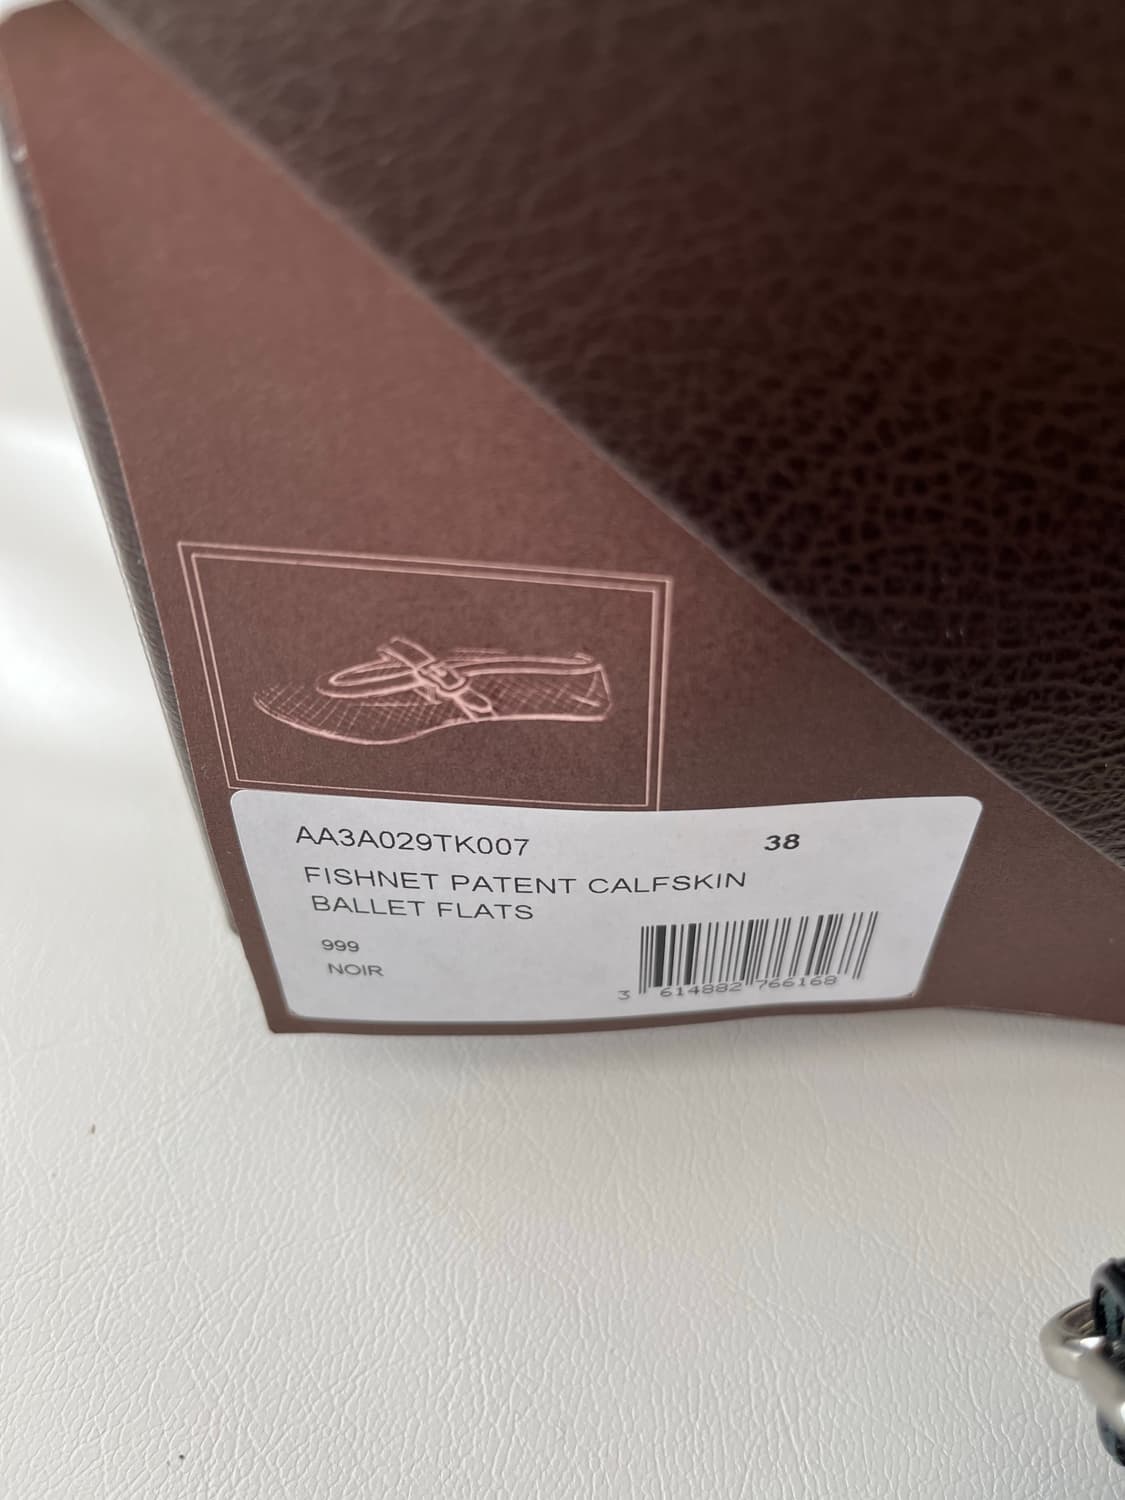 AA3A029TK007 38
FISHNET PATENT CALFSKIN
BALLET FLATS
999
NOIR
3 614882 766168